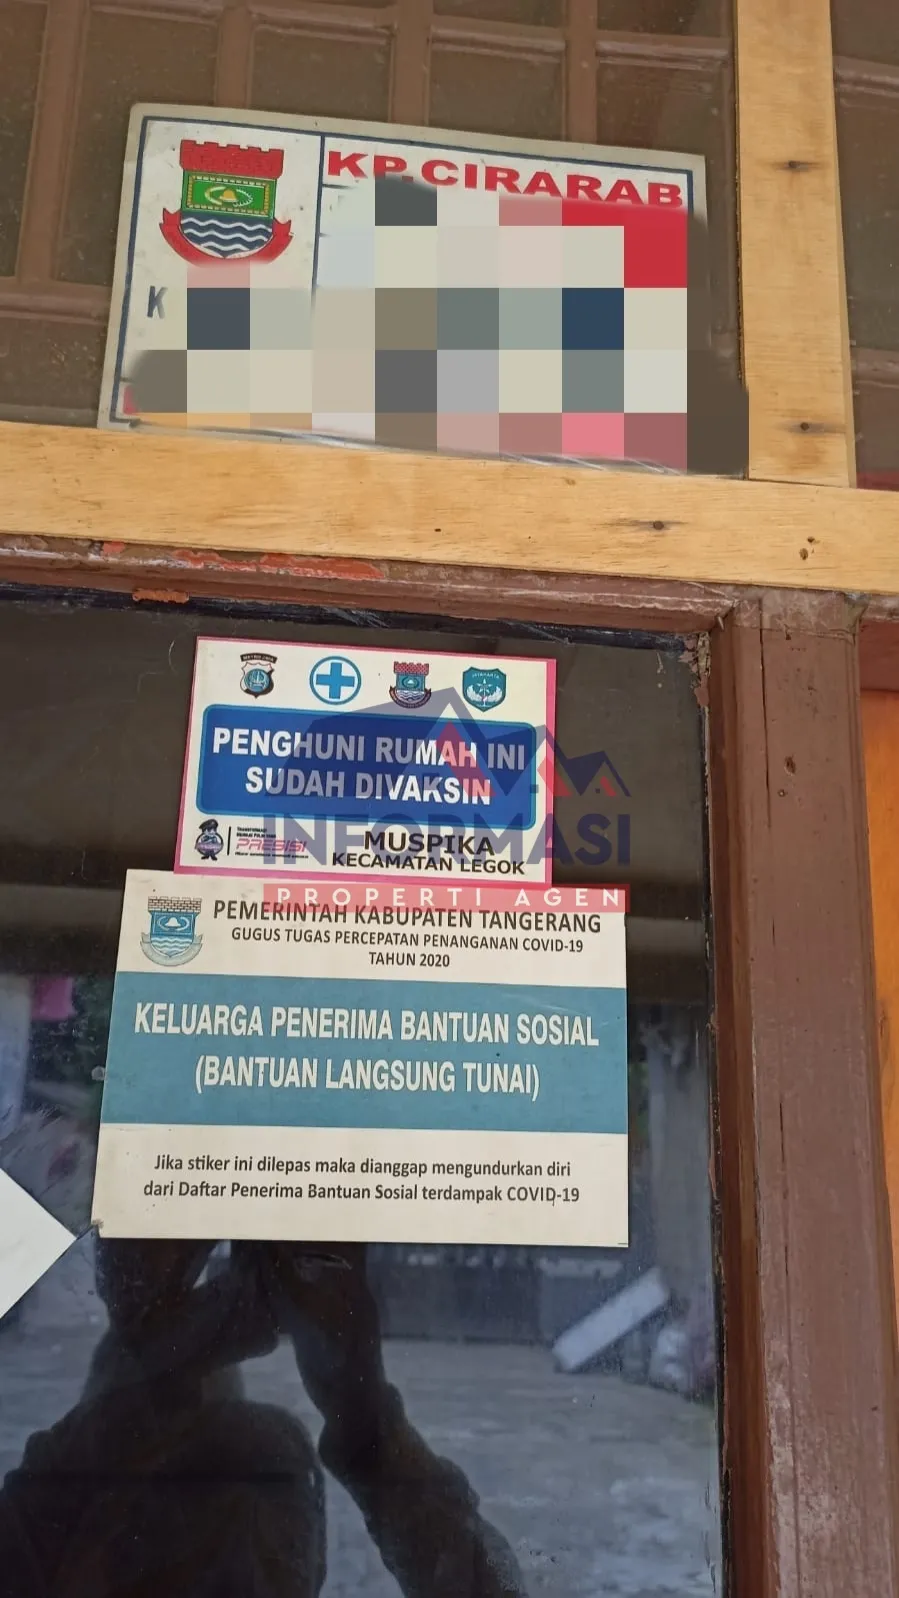 KP.CIRARAB
K
PENGHUNI RUMAH INI
SUDAH DIVAKSIN
PRESISI
MUSPIKA
KECAMATAN LEGOK
INFORMASI
PROPERTI AGEN
PEMERINTAH KABUPATEN TANGERANG
GUGUS TUGAS PERCEPATAN PENANGANAN COVID-19
TAHUN 2020
KELUARGA PENERIMA BANTUAN SOSIAL
(BANTUAN LANGSUNG TUNAI)
Jika stiker ini dilepas maka dianggap mengundurkan diri
dari Daftar Penerima Bantuan Sosial terdampak COVID-19